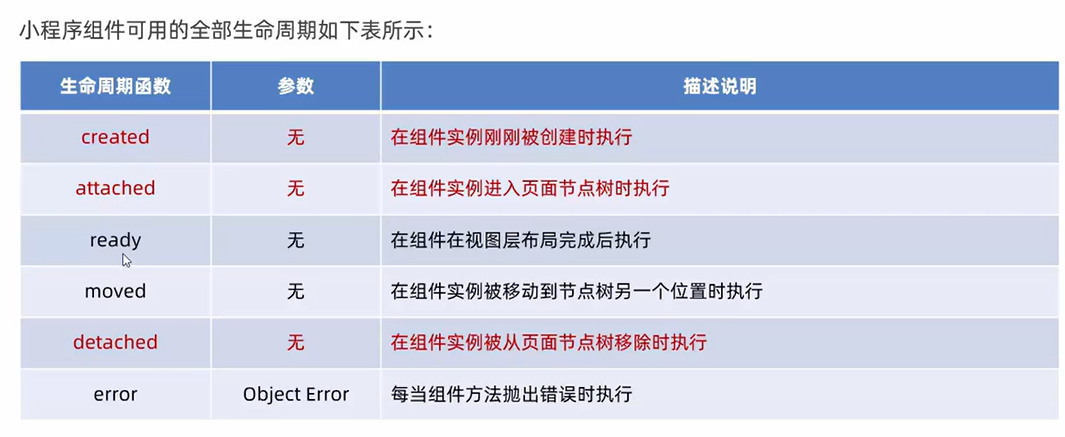 小程序组件可用的全部生命周期如下表所示：
生命周期函数 参数 描述说明
created 无 在组件实例刚刚被创建时执行
attached 无 在组件实例进入页面节点树时执行
ready 无 在组件在视图层布局完成后执行
moved 无 在组件实例被移动到节点树另一个位置时执行
detached 无 在组件实例被从页面节点树移除时执行
error Object Error 每当组件方法抛出错误时执行